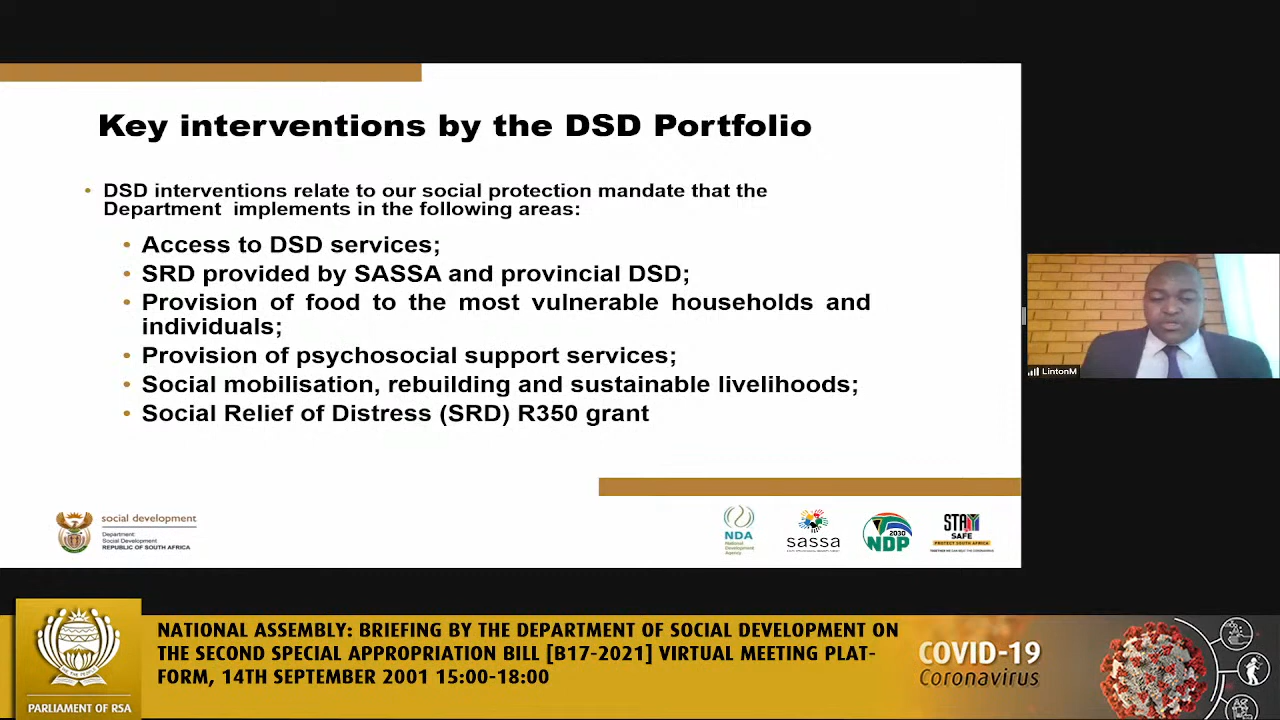 Key interventions by the DSD Portfolio
• DSD interventions relate to our social protection mandate that the
Department implements in the following areas:
• Access to DSD services;
• SRD provided by SASSA and provincial DSD;
• Provision of food to the most vulnerable households and
individuals;
• Provision of psychosocial support services;
• Social mobilisation, rebuilding and sustainable livelihoods;
• Social Relief of Distress (SRD) R350 grant
social development
Department:
Social Development
REPUBLIC OF SOUTH AFRICA
NDA
National
Development
Agency
sassa
2030
NDP
STAY
SAFE
PROTECT SOUTH AFRICA
LintonM
NATIONAL ASSEMBLY: BRIEFING BY THE DEPARTMENT OF SOCIAL DEVELOPMENT ON
THE SECOND SPECIAL APPROPRIATION BILL [B17-2021] VIRTUAL MEETING PLAT-
FORM, 14TH SEPTEMBER 2001 15:00-18:00
PARLIAMENT OF RSA
COVID-19
Coronavirus